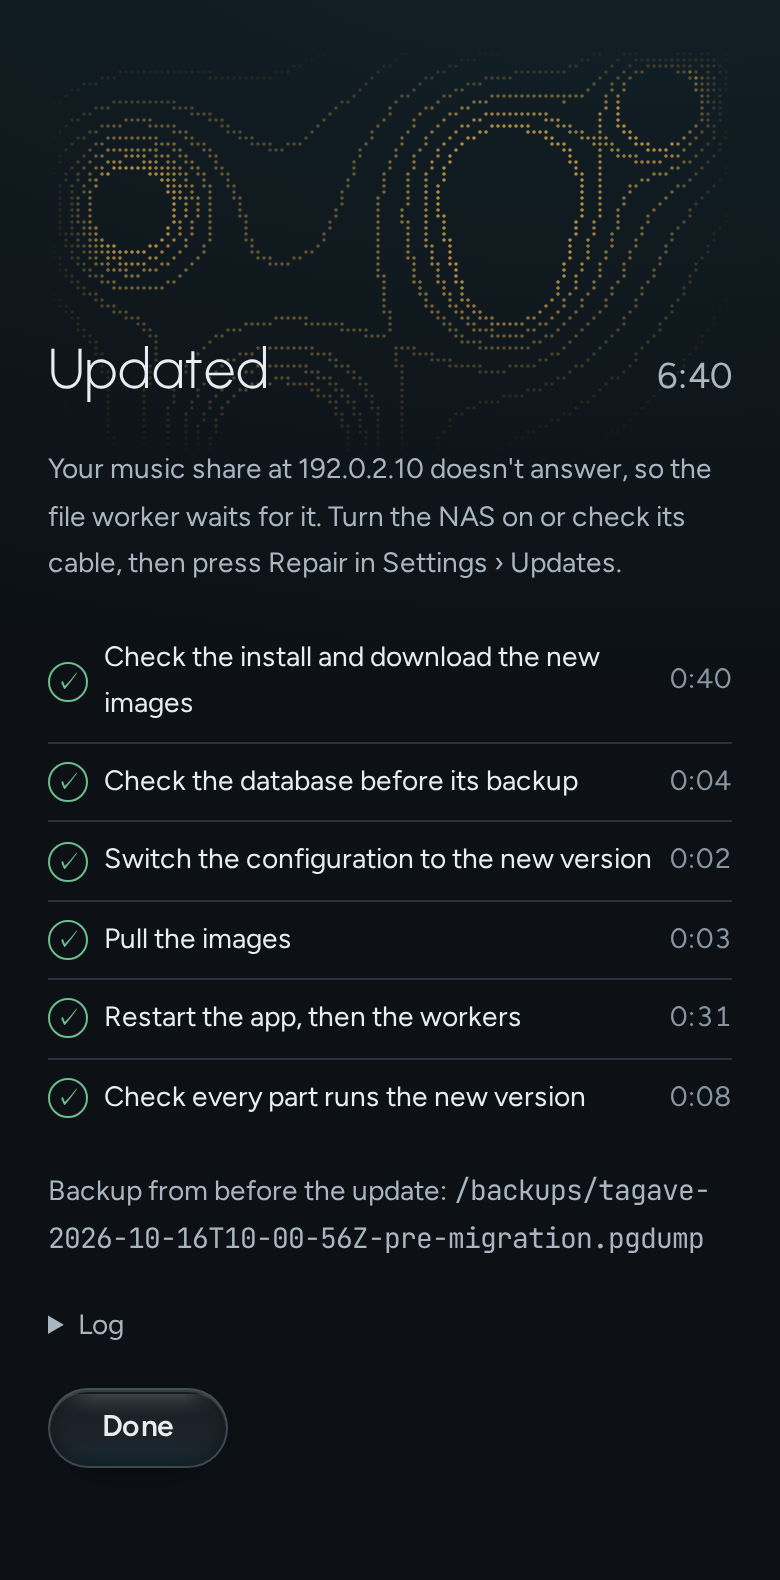 Updated 6:40
Your music share at 192.0.2.10 doesn't answer, so the
file worker waits for it. Turn the NAS on or check its
cable, then press Repair in Settings › Updates.
Check the install and download the new
images 0:40
Check the database before its backup 0:04
Switch the configuration to the new version 0:02
Pull the images 0:03
Restart the app, then the workers 0:31
Check every part runs the new version 0:08
Backup from before the update: /backups/tagave-
2026-10-16T10-00-56Z-pre-migration.pgdump
Log
Done